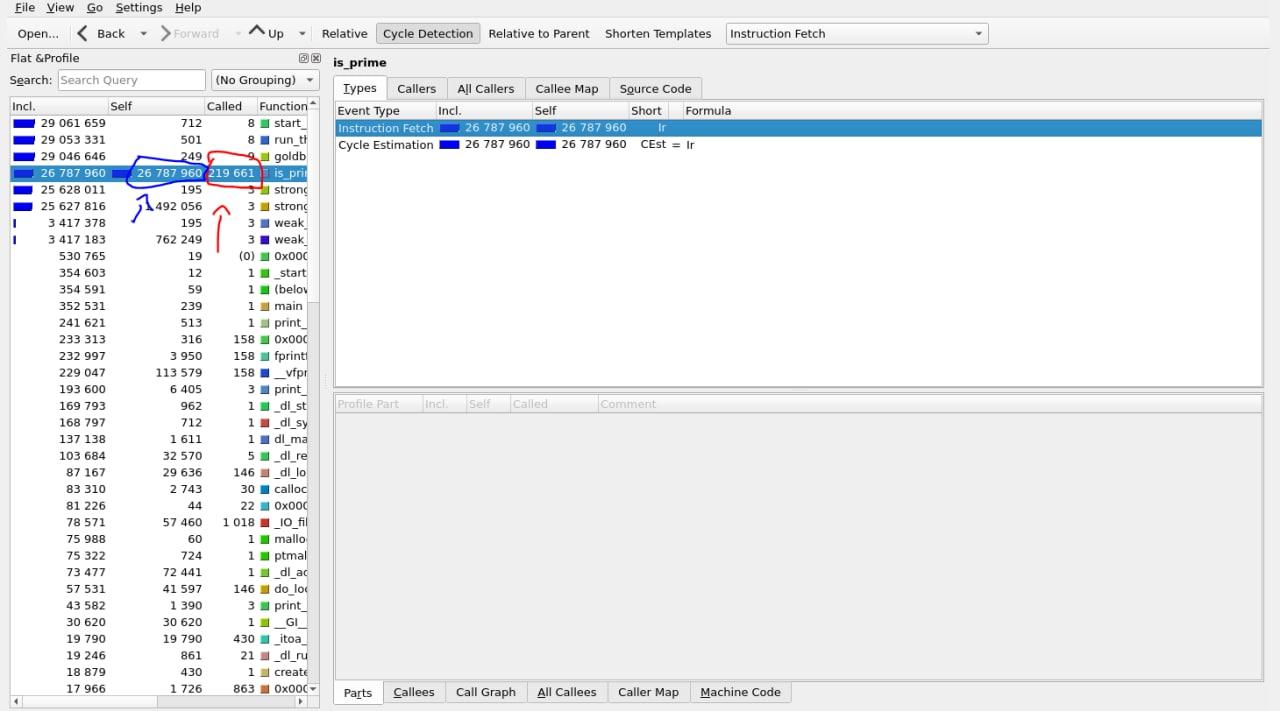 File View Go Settings Help
Open... Back Forward Up Relative Cycle Detection Relative to Parent Shorten Templates Instruction Fetch
Flat &Profile
Search: Search Query (No Grouping)
Incl. Self Called Function
29 061 659 712 8 start_
29 053 331 501 8 run_th
29 046 646 249 9 goldb
26 787 960 26 787 960 219 661 is_prim
25 628 011 195 3 strong
25 627 816 1 492 056 3 strong
3 417 378 195 3 weak_
3 417 183 762 249 3 weak_
530 765 19 (0) 0x000
354 603 12 1 _start
354 591 59 1 (below
352 531 239 1 main
241 621 513 1 print_
233 313 316 158 0x000
232 997 3 950 158 fprintf
229 047 113 579 158 __vfpr
193 600 6 405 3 print_
169 793 962 1 _dl_st
168 797 712 1 _dl_sy
137 138 1 611 1 dl_ma
103 684 32 570 5 _dl_re
87 167 29 636 146 _dl_lo
83 310 2 743 30 calloc
81 226 44 22 0x000
78 571 57 460 1 018 _IO_fil
75 988 60 1 mallo
75 322 724 1 ptmal
73 477 72 441 1 _dl_ad
57 531 41 597 146 do_loo
43 582 1 390 3 print_
30 620 30 620 1 __GI_
19 790 19 790 430 _itoa_
19 246 861 21 _dl_ru
18 879 430 1 create
17 966 1 726 863 0x000
is_prime
Types Callers All Callers Callee Map Source Code
Event Type Incl. Self Short Formula
Instruction Fetch 26 787 960 26 787 960 Ir
Cycle Estimation 26 787 960 26 787 960 CEst = Ir
Profile Part Incl. Self Called Comment
Parts Callees Call Graph All Callees Caller Map Machine Code